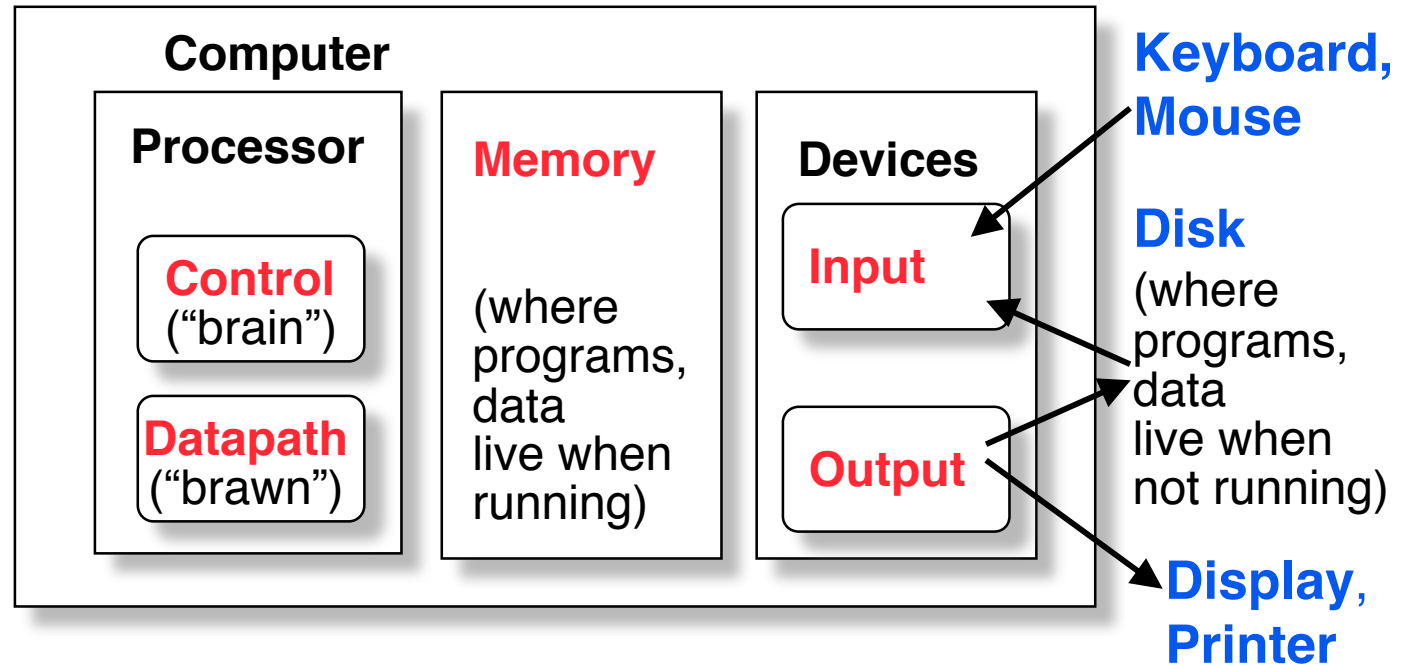 Computer
Processor
Control
(“brain”)
Datapath
(“brawn”)
Memory
(where
programs,
data
live when
running)
Devices
Input
Output
Keyboard,
Mouse
Disk
(where
programs,
data
live when
not running)
Display,
Printer